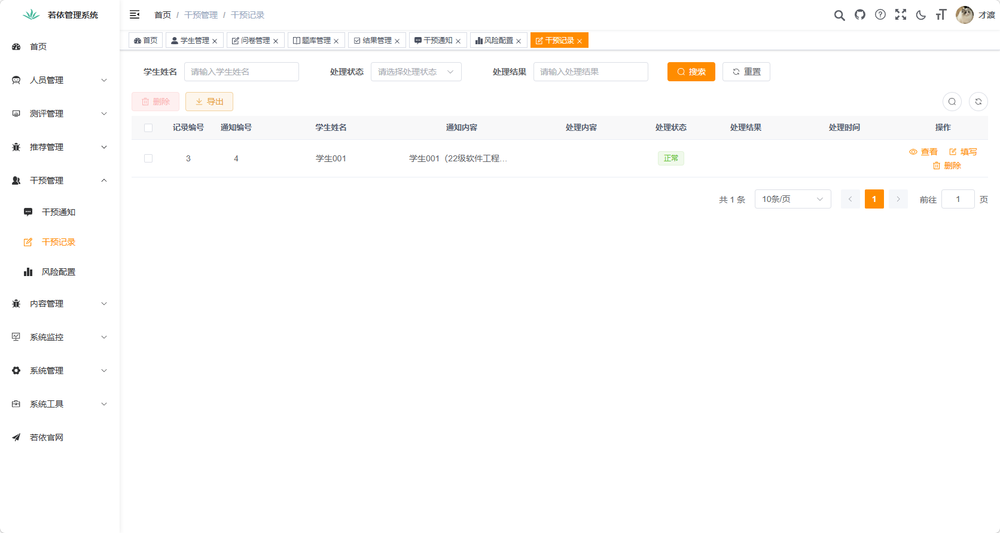 若依管理系统
首页
人员管理
测评管理
推荐管理
干预管理
干预通知
干预记录
风险配置
内容管理
系统监控
系统管理
系统工具
若依官网
首页 / 干预管理 / 干预记录
才渡
首页 学生管理 问卷管理 题库管理 结果管理 干预通知 风险配置 干预记录
学生姓名 请输入学生姓名 处理状态 请选择处理状态 处理结果 请输入处理结果 搜索 重置
删除 导出
记录编号 通知编号 学生姓名 通知内容 处理内容 处理状态 处理结果 处理时间 操作
3 4 学生001 学生001（22级软件工程... 正常 查看 填写
删除
共 1 条 10条/页 1 前往 1 页